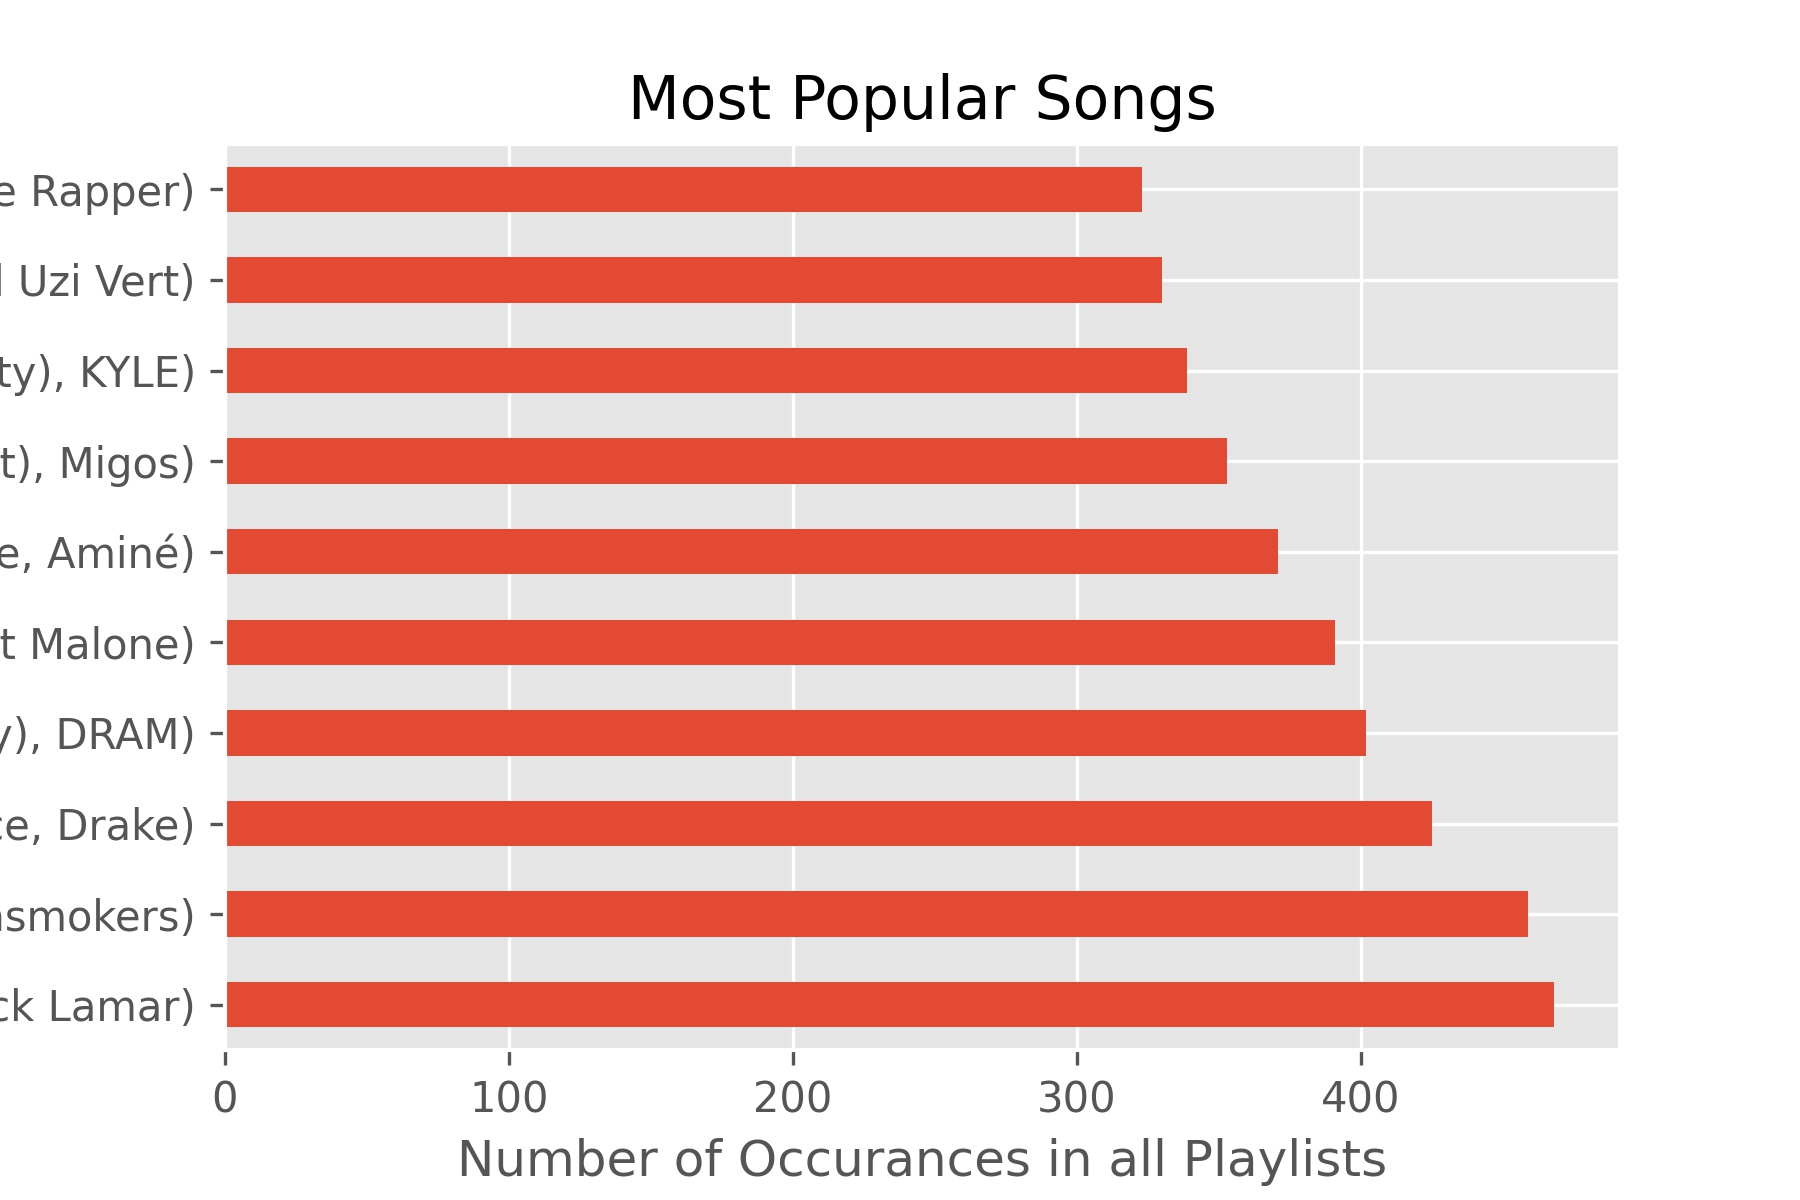 Most Popular Songs
e Rapper)
l Uzi Vert)
ty), KYLE)
t), Migos)
e, Aminé)
t Malone)
y), DRAM)
ce, Drake)
smokers)
ck Lamar)
0 100 200 300 400
Number of Occurances in all Playlists